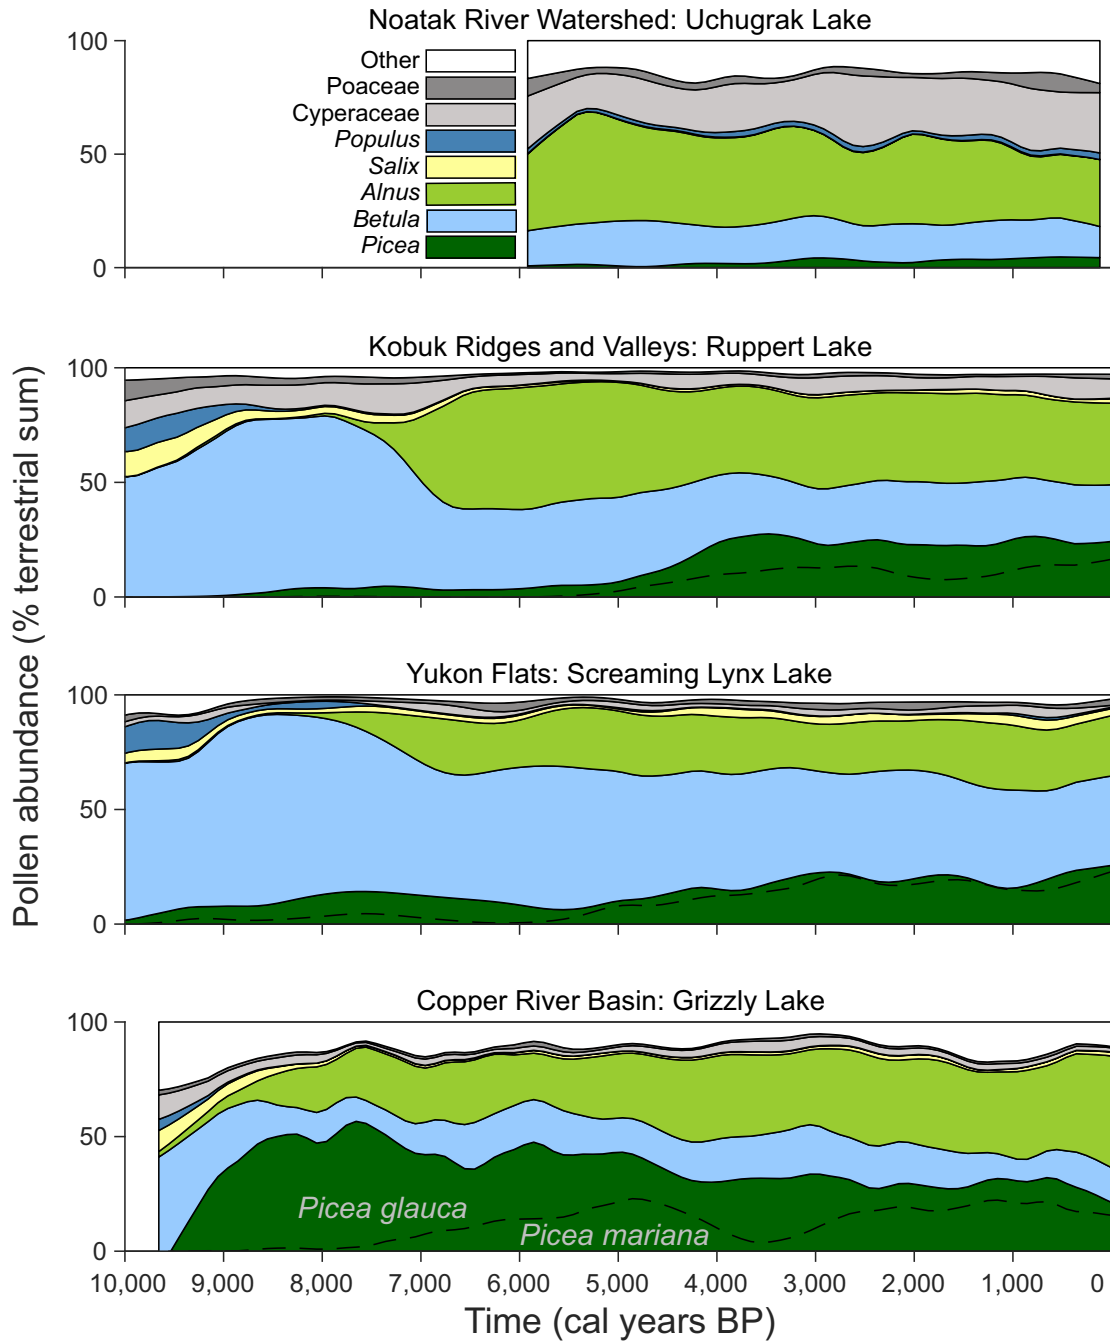 Noatak River Watershed: Uchugrak Lake
100
50
0
Other
Poaceae
Cyperaceae
Populus
Salix
Alnus
Betula
Picea
Kobuk Ridges and Valleys: Ruppert Lake
100
50
0
Yukon Flats: Screaming Lynx Lake
100
50
0
Copper River Basin: Grizzly Lake
100
50
0
Picea glauca
Picea mariana
10,000 9,000 8,000 7,000 6,000 5,000 4,000 3,000 2,000 1,000 0
Time (cal years BP)
Pollen abundance (% terrestrial sum)